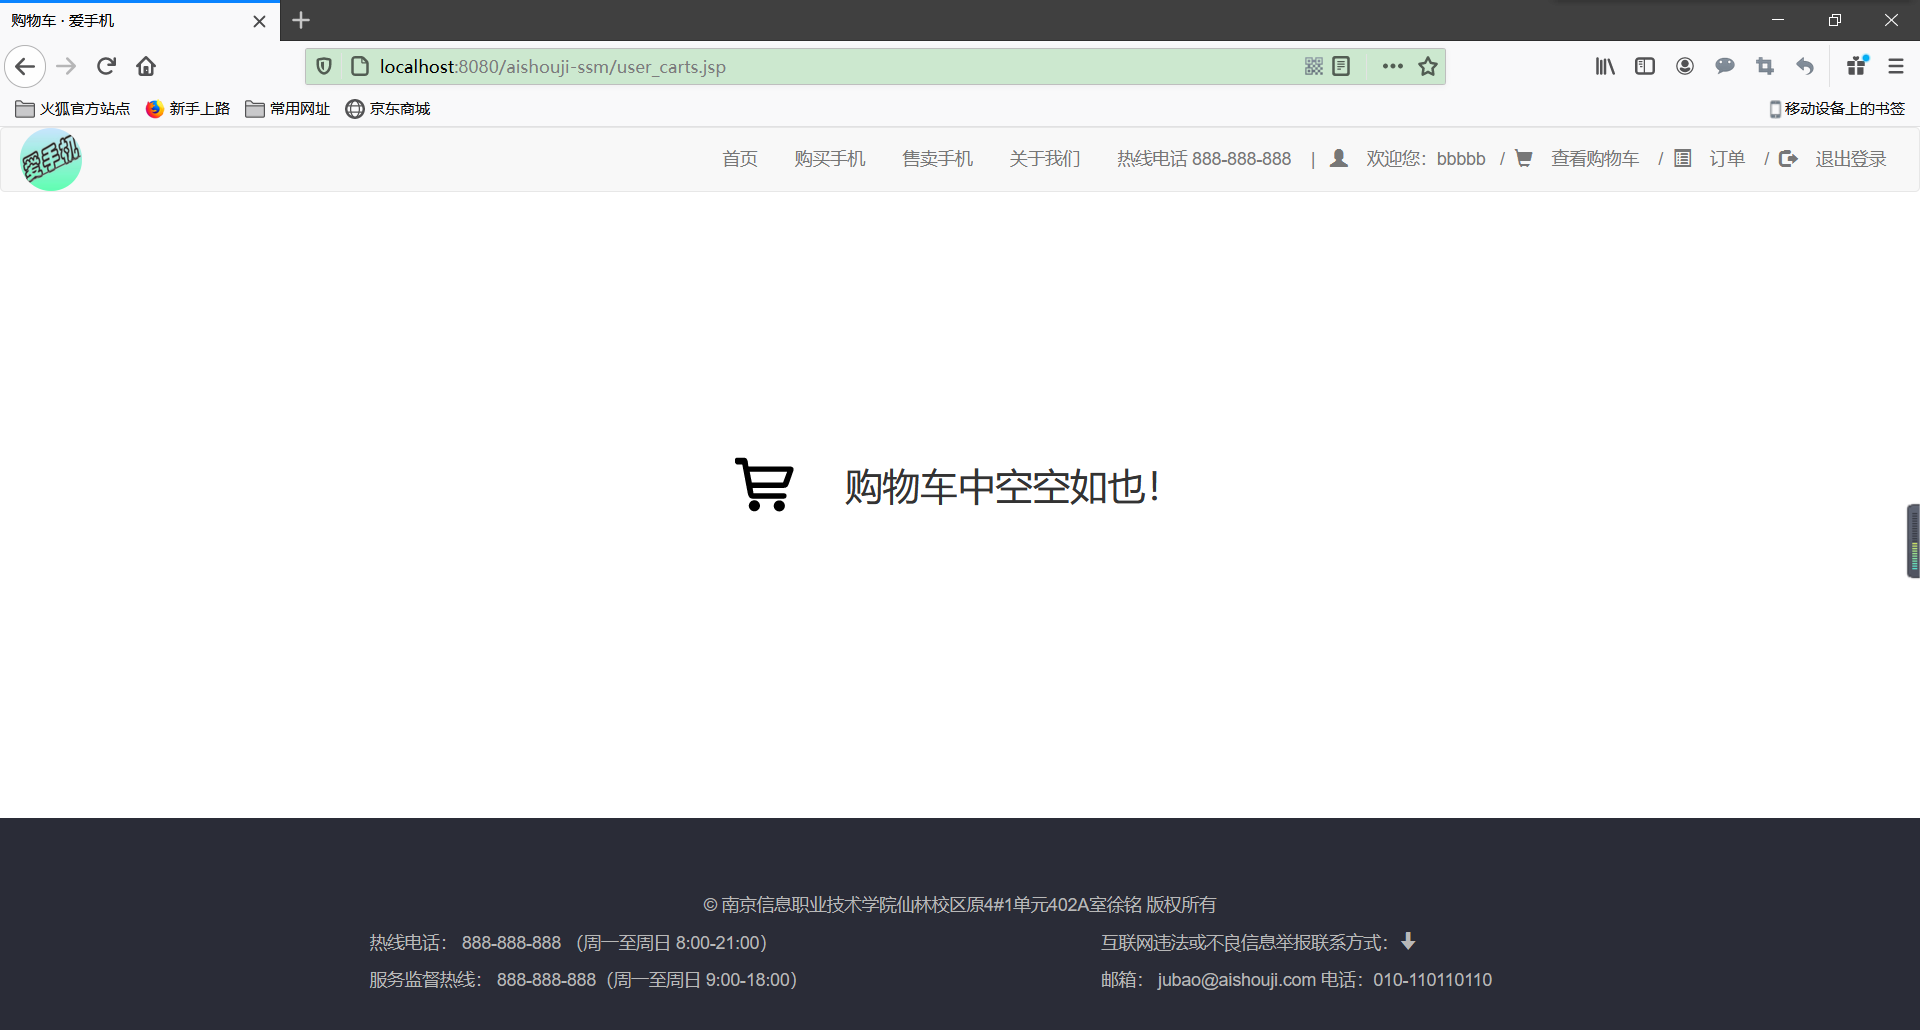 购物车 · 爱手机
localhost:8080/aishouji-ssm/user_carts.jsp
火狐官方站点 新手上路 常用网址 京东商城 移动设备上的书签
爱手机 首页 购买手机 售卖手机 关于我们 热线电话 888-888-888 | 欢迎您：bbbbb / 查看购物车 / 订单 / 退出登录
购物车中空空如也！
© 南京信息职业技术学院仙林校区原4#1单元402A室徐铭 版权所有
热线电话： 888-888-888 （周一至周日 8:00-21:00） 互联网违法或不良信息举报联系方式：
服务监督热线： 888-888-888（周一至周日 9:00-18:00） 邮箱： jubao@aishouji.com 电话：010-110110110